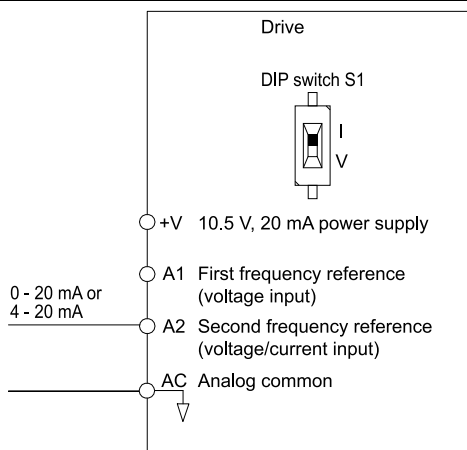 Drive
DIP switch S1
I
V
+V 10.5 V, 20 mA power supply
A1 First frequency reference
(voltage input)
0 - 20 mA or
4 - 20 mA
A2 Second frequency reference
(voltage/current input)
AC Analog common